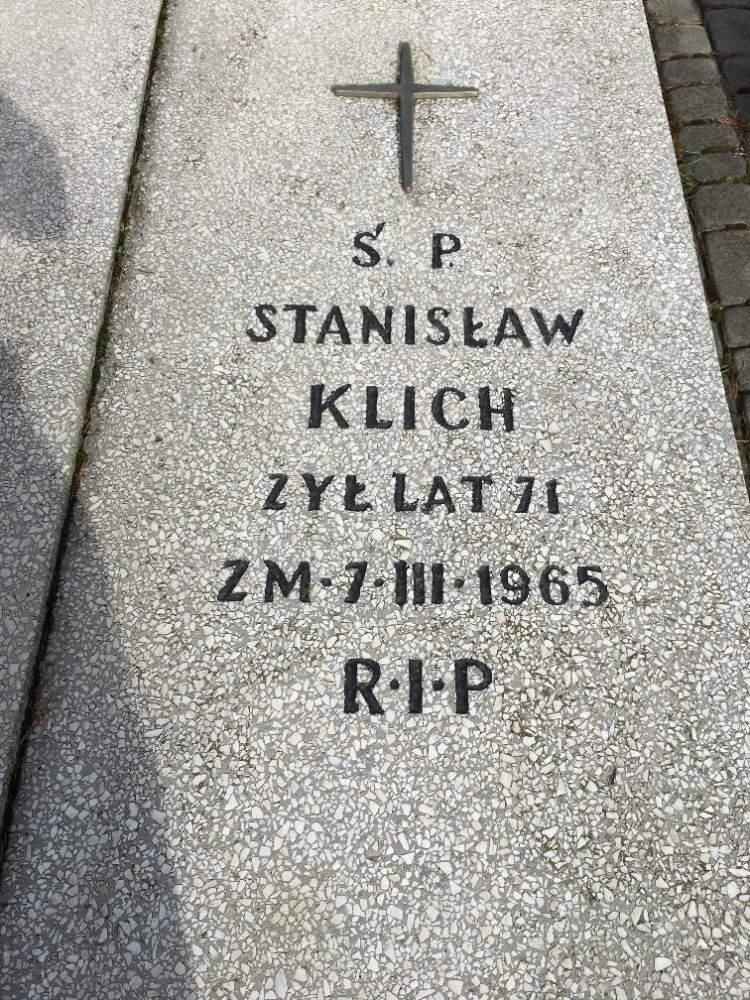 Ś. P.
STANISŁAW
KLICH
ŻYŁ LAT 71
ZM·7·III·1965
R·I·P